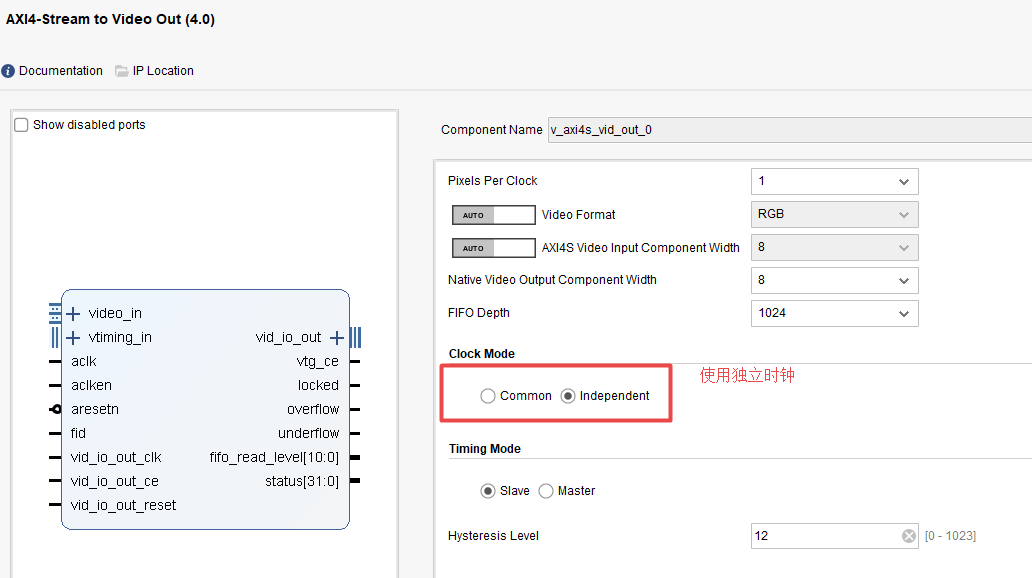 AXI4-Stream to Video Out (4.0)
Documentation IP Location
Show disabled ports
Component Name v_axi4s_vid_out_0
Pixels Per Clock 1
AUTO Video Format RGB
AUTO AXI4S Video Input Component Width 8
Native Video Output Component Width 8
FIFO Depth 1024
Clock Mode
Common Independent
使用独立时钟
Timing Mode
Slave Master
Hysteresis Level 12 [0 - 1023]
video_in
vtiming_in vid_io_out
aclk vtg_ce
aclken locked
aresetn overflow
fid underflow
vid_io_out_clk fifo_read_level[10:0]
vid_io_out_ce status[31:0]
vid_io_out_reset